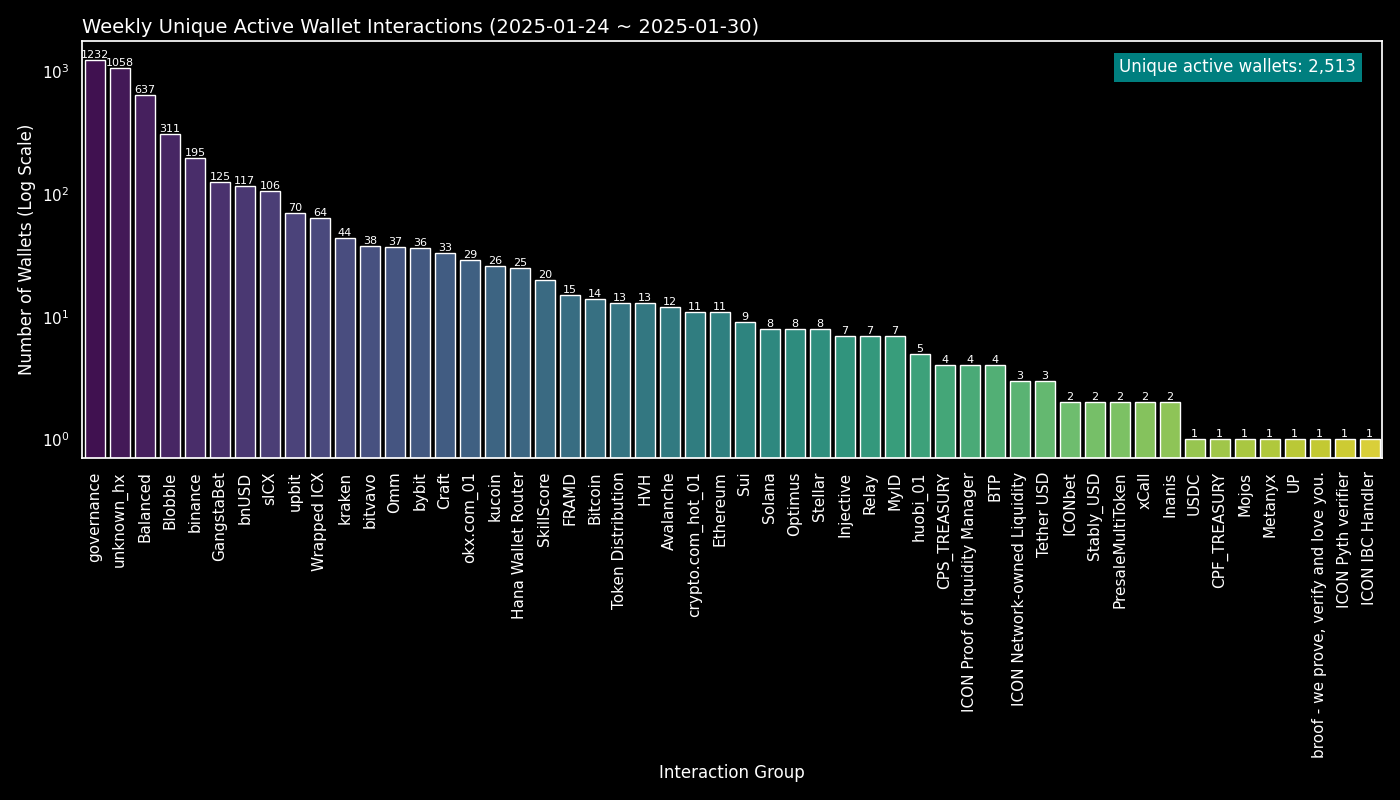 Weekly Unique Active Wallet Interactions (2025-01-24 ~ 2025-01-30)
Unique active wallets: 2,513
Number of Wallets (Log Scale)
10³
10²
10¹
10⁰
1232
1058
637
311
195
125
117
106
70
64
44
38
37
36
33
29
26
25
20
15
14
13
13
12
11
11
9
8
8
8
7
7
7
5
4
4
4
3
3
2
2
2
2
2
1
1
1
1
1
1
1
1
governance
unknown_hx
Balanced
Blobble
binance
GangstaBet
bnUSD
sICX
upbit
Wrapped ICX
kraken
bitvavo
Omm
bybit
Craft
okx.com_01
kucoin
Hana Wallet Router
SkillScore
FRAMD
Bitcoin
Token Distribution
HVH
Avalanche
crypto.com_hot_01
Ethereum
Sui
Solana
Optimus
Stellar
Injective
Relay
MyID
huobi_01
CPS_TREASURY
ICON Proof of liquidity Manager
BTP
ICON Network-owned Liquidity
Tether USD
ICONbet
Stably_USD
PresaleMultiToken
xCall
Inanis
USDC
CPF_TREASURY
Mojos
Metanyx
UP
broof - we prove, verify and love you.
ICON Pyth verifier
ICON IBC Handler
Interaction Group